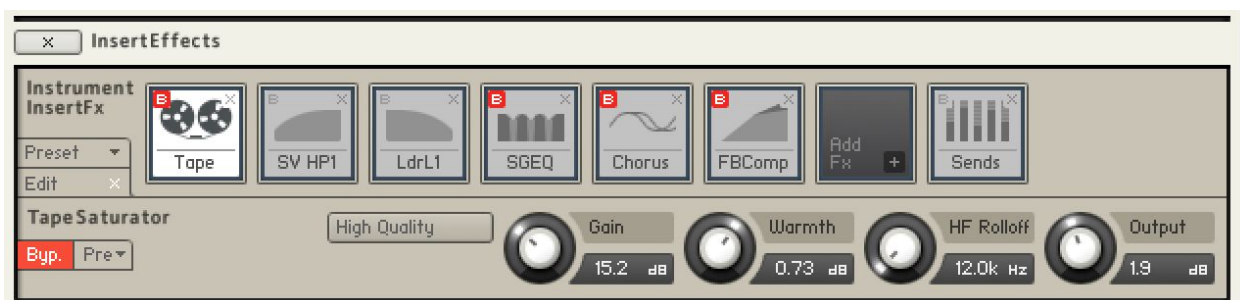 x InsertEffects
Instrument
InsertFx
Preset
Edit x
B x Tape
B x SV HP1
B x LdrL1
B x SGEQ
B x Chorus
B x FBComp
Add
Fx +
B x Sends
TapeSaturator
Byp. Pre
High Quality
Gain
15.2 dB
Warmth
0.73 dB
HF Rolloff
12.0k Hz
Output
1.9 dB